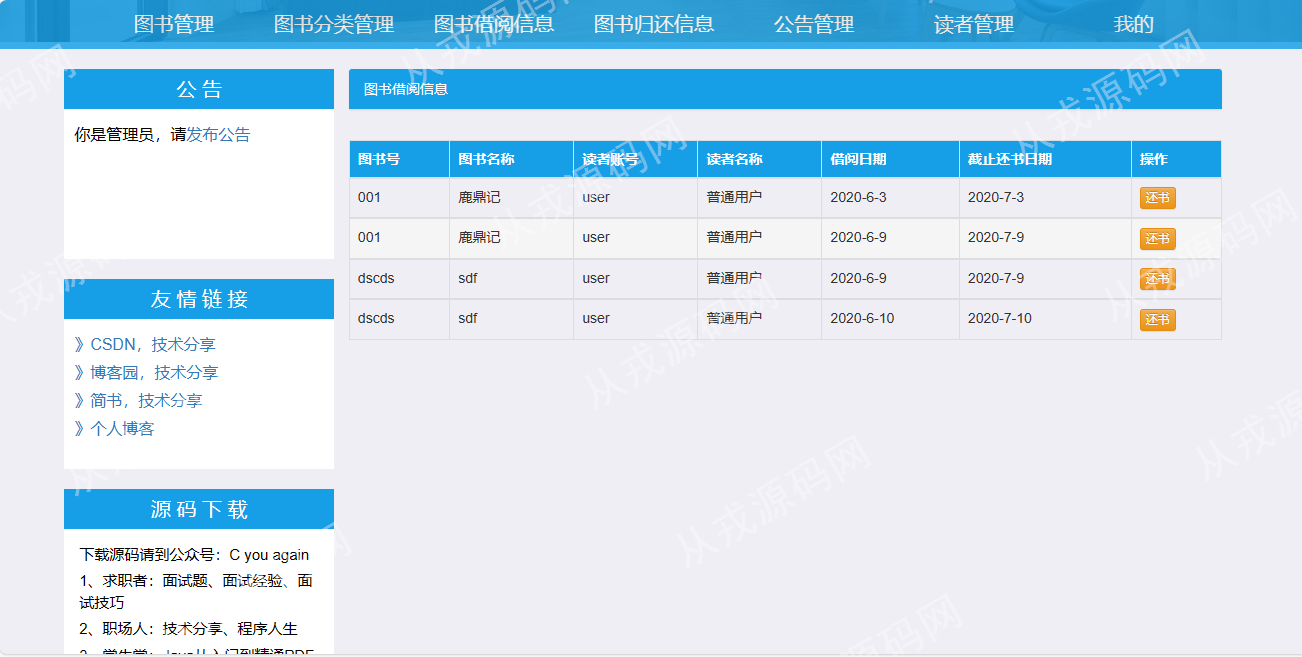 图书管理 图书分类管理 图书借阅信息 图书归还信息 公告管理 读者管理 我的
公告
你是管理员，请发布公告
友情链接
》CSDN，技术分享
》博客园，技术分享
》简书，技术分享
》个人博客
源码下载
下载源码请到公众号：C you again
1、求职者：面试题、面试经验、面
试技巧
2、职场人：技术分享、程序人生
图书借阅信息
图书号 图书名称 读者账号 读者名称 借阅日期 截止还书日期 操作
001 鹿鼎记 user 普通用户 2020-6-3 2020-7-3 还书
001 鹿鼎记 user 普通用户 2020-6-9 2020-7-9 还书
dscds sdf user 普通用户 2020-6-9 2020-7-9 还书
dscds sdf user 普通用户 2020-6-10 2020-7-10 还书
从戎源码网